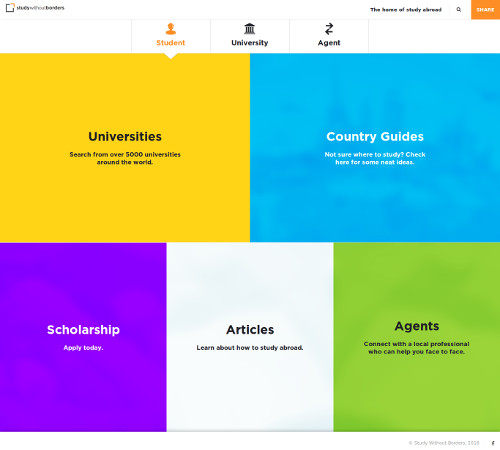 studywithoutborders.
The home of study abroad
SHARE
Student
University
Agent
Universities
Search from over 5000 universities
around the world.
Country Guides
Not sure where to study? Check
here for some neat ideas.
Scholarship
Apply today.
Articles
Learn about how to study abroad.
Agents
Connect with a local professional
who can help you face to face.
© Study Without Borders, 2020